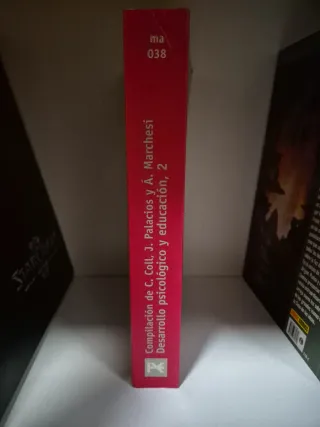 ma
038
Compilación de C. Coll, J. Palacios y Á. Marchesi
Desarrollo psicológico y educación, 2